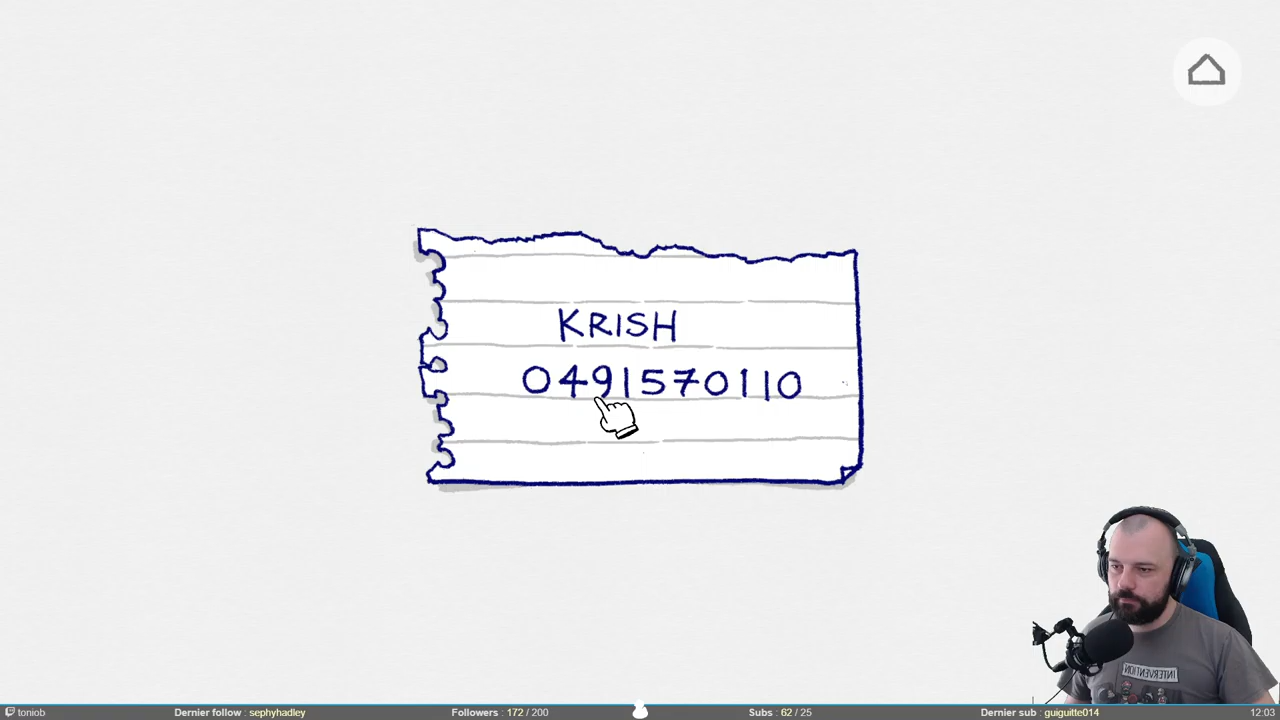 KRISH
0491570110
toniob
Dernier follow : sephyhadley
Followers : 172 / 200
Subs : 62 / 25
Dernier sub : guiguitte014
12:03